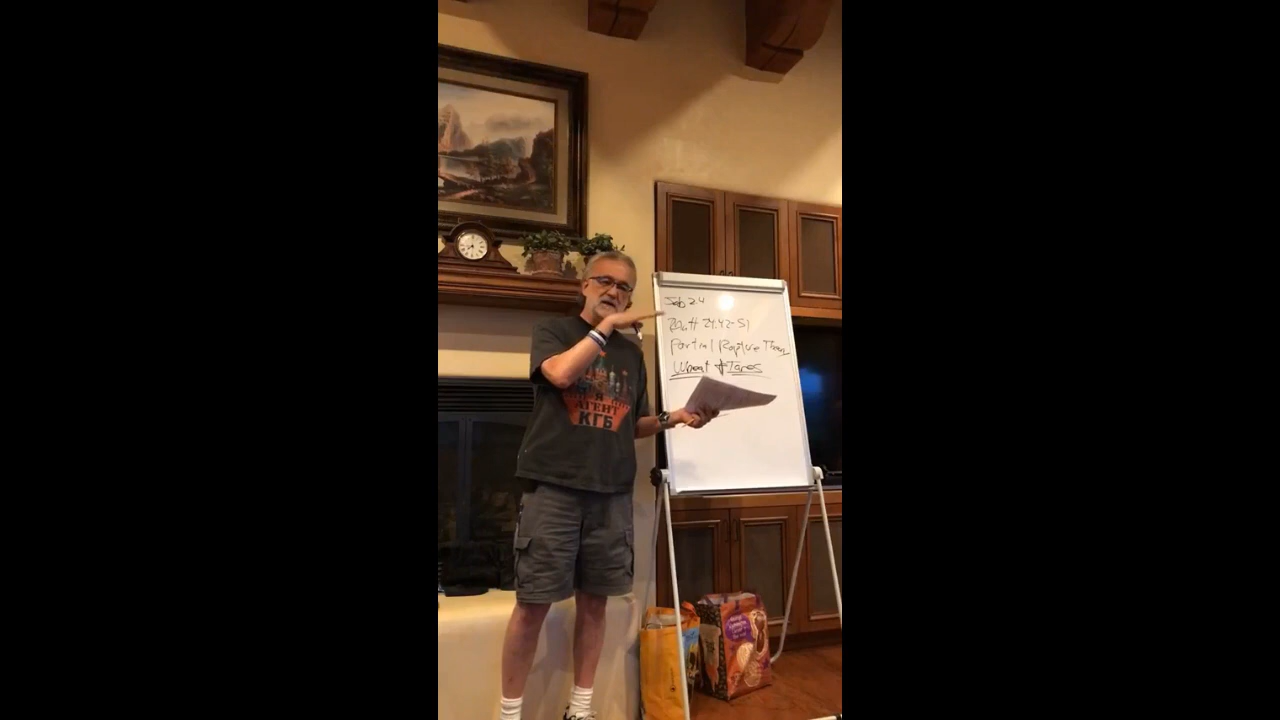 Matt 24.42-51
Partial Rapture Theory
Wheat & Tares
Я
АГЕНТ
КГБ